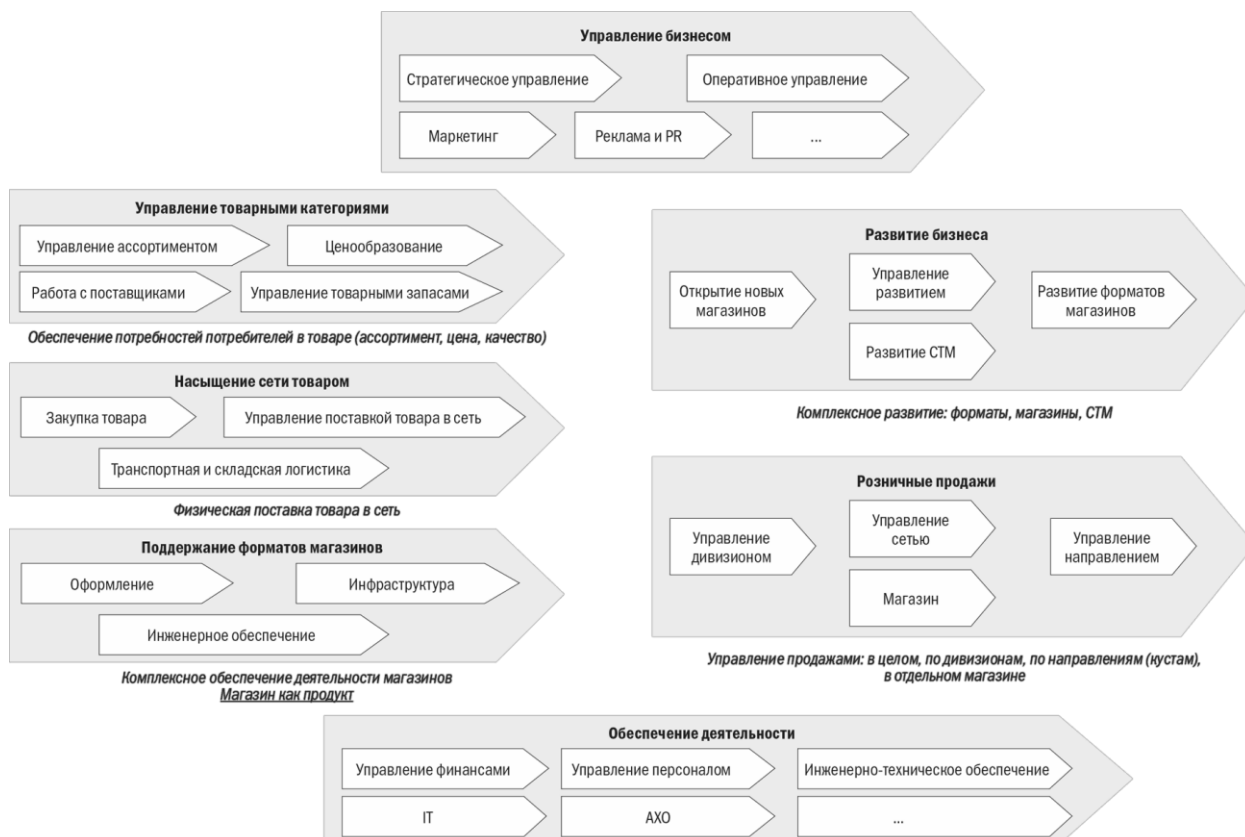 Управление бизнесом
Стратегическое управление
Оперативное управление
Маркетинг
Реклама и PR
...
Управление товарными категориями
Управление ассортиментом
Ценообразование
Работа с поставщиками
Управление товарными запасами
Обеспечение потребностей потребителей в товаре (ассортимент, цена, качество)
Насыщение сети товаром
Закупка товара
Управление поставкой товара в сеть
Транспортная и складская логистика
Физическая поставка товара в сеть
Поддержание форматов магазинов
Оформление
Инфраструктура
Инженерное обеспечение
Комплексное обеспечение деятельности магазинов
Магазин как продукт
Развитие бизнеса
Открытие новых
магазинов
Управление
развитием
Развитие СТМ
Развитие форматов
магазинов
Комплексное развитие: форматы, магазины, СТМ
Розничные продажи
Управление
дивизионом
Управление
сетью
Магазин
Управление
направлением
Управление продажами: в целом, по дивизионам, по направлениям (кустам),
в отдельном магазине
Обеспечение деятельности
Управление финансами
Управление персоналом
Инженерно-техническое обеспечение
IT
АХО
...